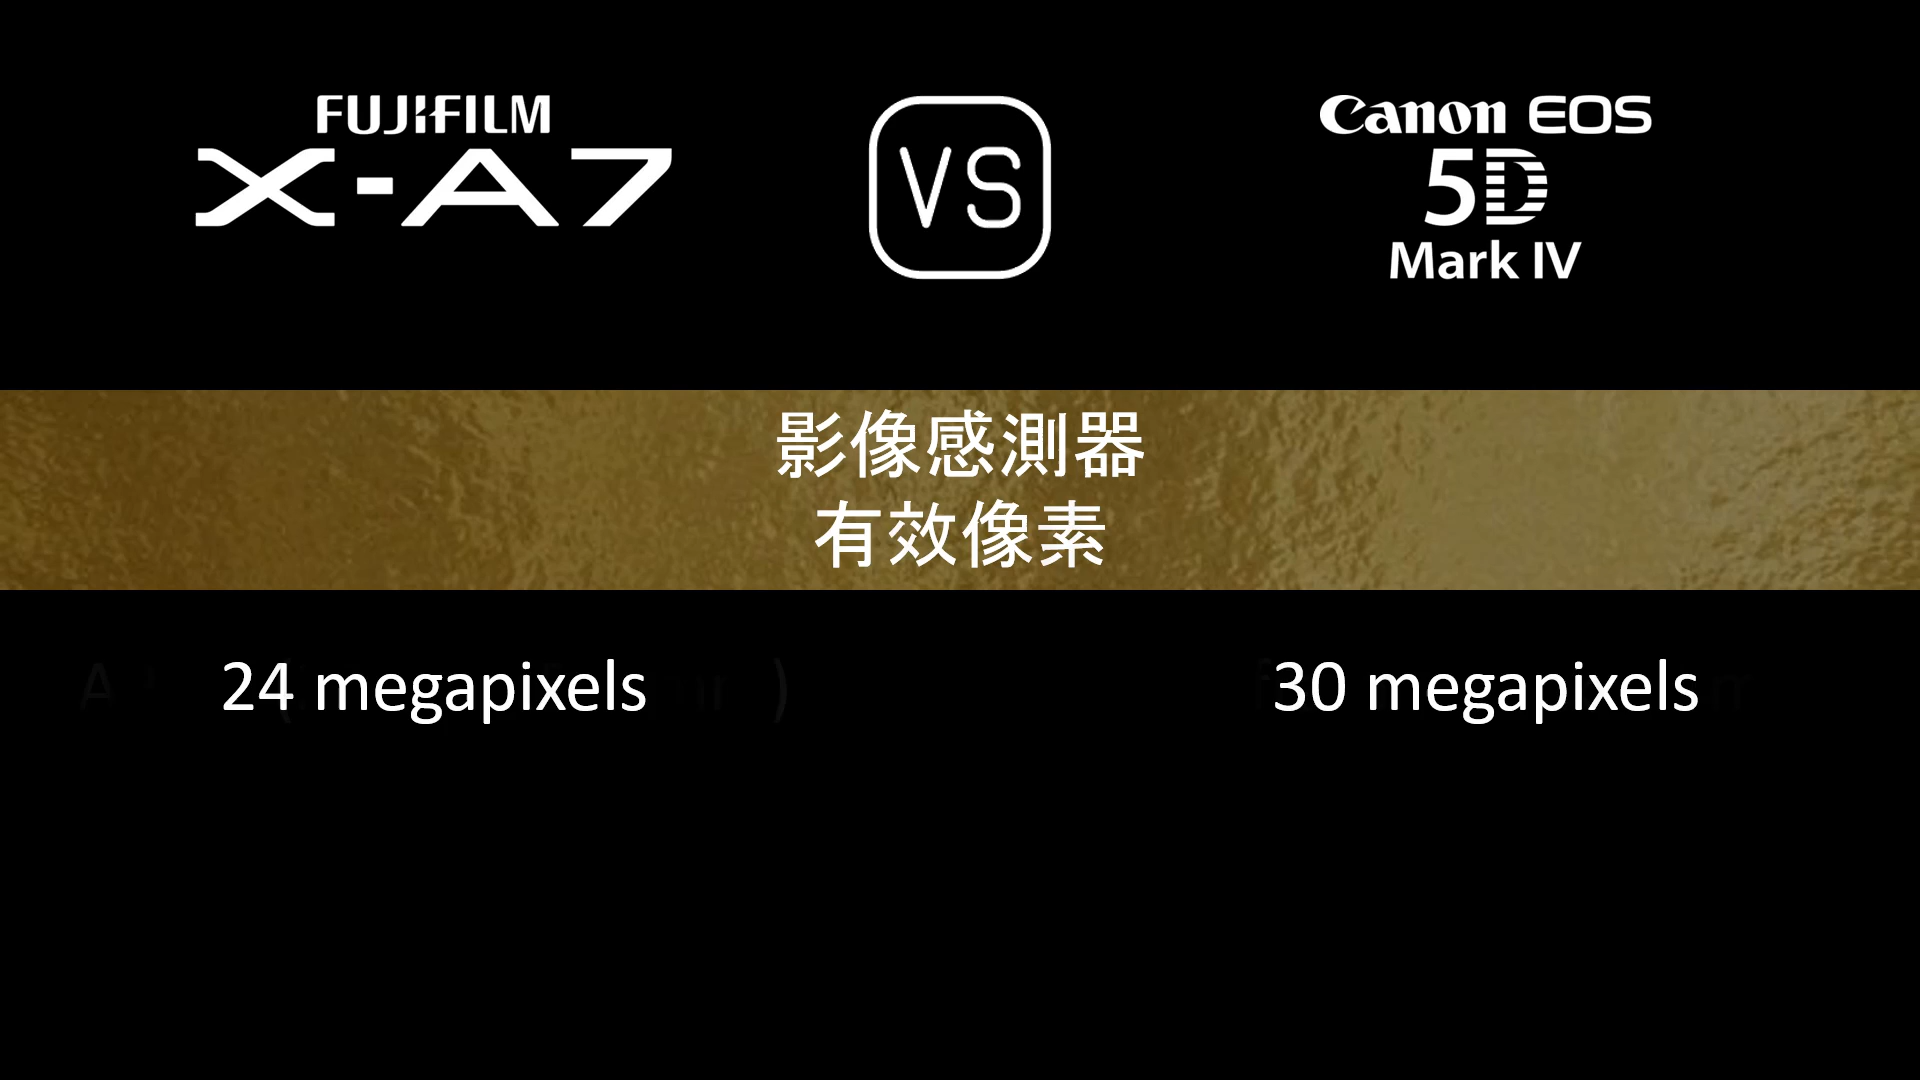 FUJIFILM
X-A7
VS
Canon EOS
5D
Mark IV
影像感測器
有效像素
24 megapixels
30 megapixels